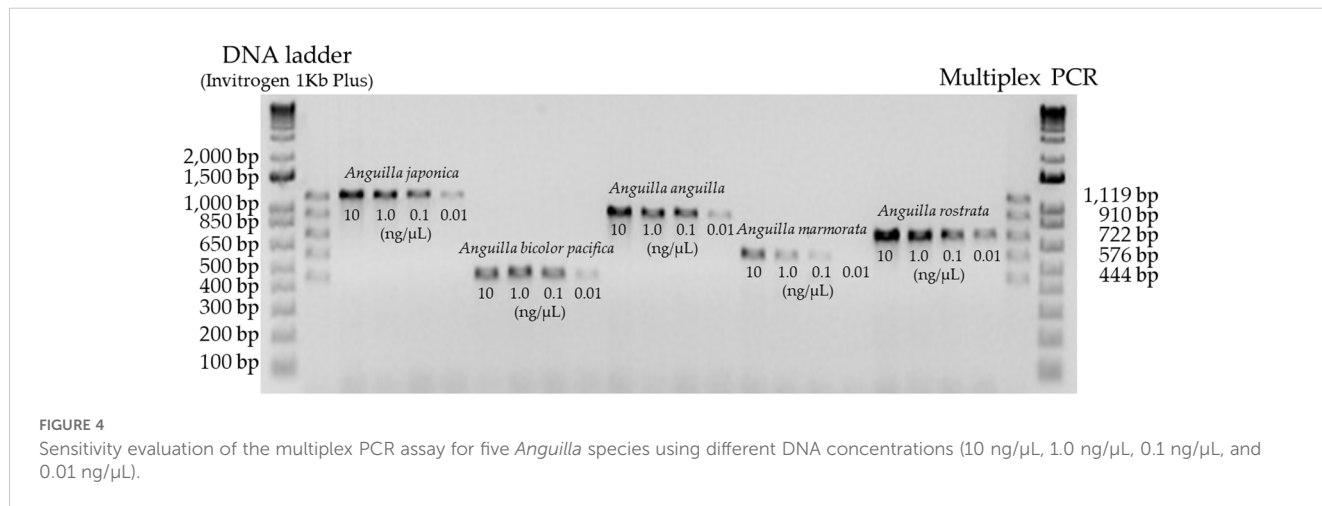 DNA ladder
(Invitrogen 1Kb Plus)
Multiplex PCR
2,000 bp
1,500 bp
1,000 bp
850 bp
650 bp
500 bp
400 bp
300 bp
200 bp
100 bp
Anguilla japonica
10 1.0 0.1 0.01
(ng/µL)
Anguilla bicolor pacifica
10 1.0 0.1 0.01
(ng/µL)
Anguilla anguilla
10 1.0 0.1 0.01
(ng/µL)
Anguilla marmorata
10 1.0 0.1 0.01
(ng/µL)
Anguilla rostrata
10 1.0 0.1 0.01
(ng/µL)
1,119 bp
910 bp
722 bp
576 bp
444 bp
FIGURE 4
Sensitivity evaluation of the multiplex PCR assay for five Anguilla species using different DNA concentrations (10 ng/µL, 1.0 ng/µL, 0.1 ng/µL, and
0.01 ng/µL).